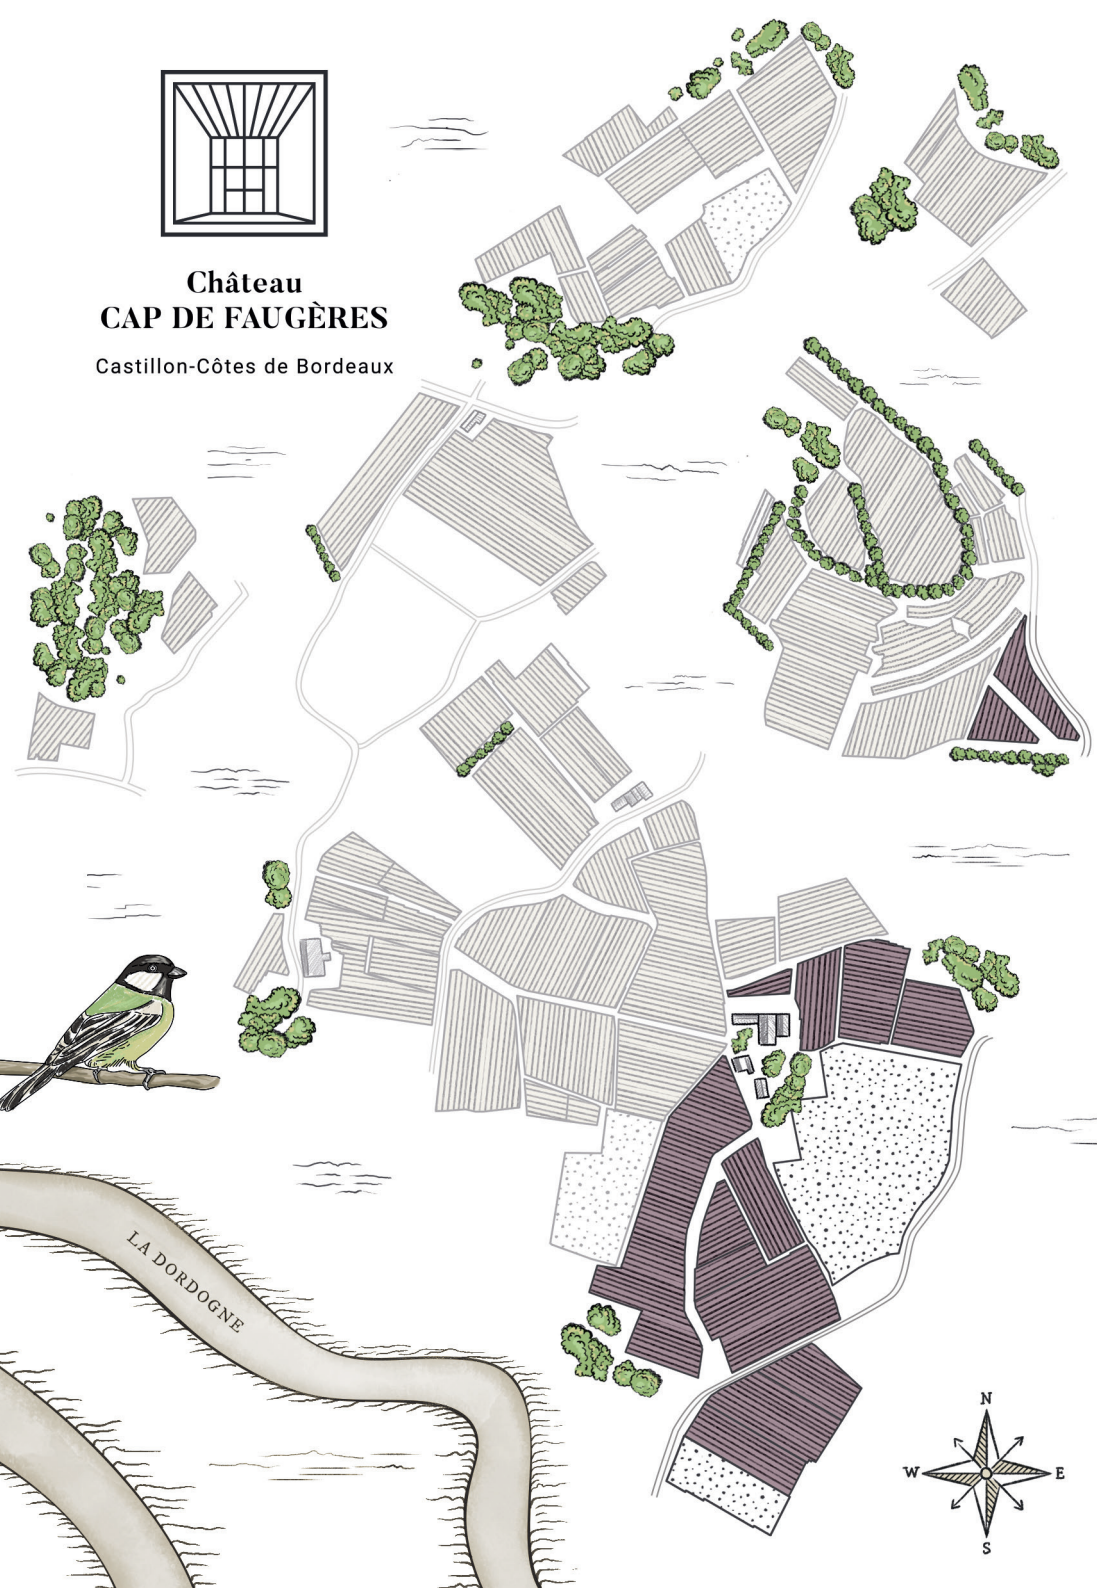 Château
CAP DE FAUGÈRES
Castillon-Côtes de Bordeaux
LA DORDOGNE
N
W
E
S